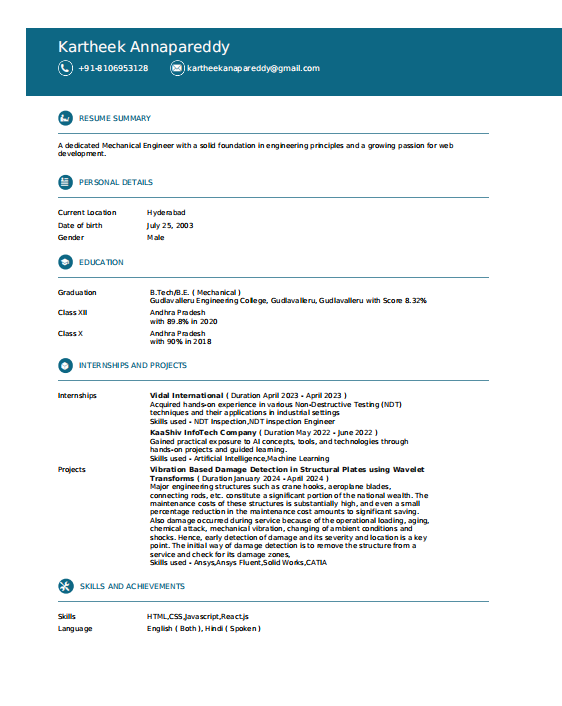 Kartheek Annapareddy
+91-8106953128 kartheekanapareddy@gmail.com
RESUME SUMMARY
A dedicated Mechanical Engineer with a solid foundation in engineering principles and a growing passion for web
development.
PERSONAL DETAILS
Current Location Hyderabad
Date of birth July 25, 2003
Gender Male
EDUCATION
Graduation B.Tech/B.E. ( Mechanical )
Gudlavalleru Engineering College, Gudlavalleru, Gudlavalleru with Score 8.32%
Class XII Andhra Pradesh
with 89.8% in 2020
Class X Andhra Pradesh
with 90% in 2018
INTERNSHIPS AND PROJECTS
Internships Vidal International ( Duration April 2023 - April 2023 )
Acquired hands-on experience in various Non-Destructive Testing (NDT)
techniques and their applications in industrial settings
Skills used - NDT Inspection,NDT inspection Engineer
KaaShiv InfoTech Company ( Duration May 2022 - June 2022 )
Gained practical exposure to AI concepts, tools, and technologies through
hands-on projects and guided learning.
Skills used - Artificial Intelligence,Machine Learning
Projects Vibration Based Damage Detection in Structural Plates using Wavelet
Transforms ( Duration January 2024 - April 2024 )
Major engineering structures such as crane hooks, aeroplane blades,
connecting rods, etc. constitute a significant portion of the national wealth. The
maintenance costs of these structures is substantially high, and even a small
percentage reduction in the maintenance cost amounts to significant saving.
Also damage occurred during service because of the operational loading, aging,
chemical attack, mechanical vibration, changing of ambient conditions and
shocks. Hence, early detection of damage and its severity and location is a key
point. The initial way of damage detection is to remove the structure from a
service and check for its damage zones,
Skills used - Ansys,Ansys Fluent,Solid Works,CATIA
SKILLS AND ACHIEVEMENTS
Skills HTML,CSS,Javascript,React.js
Language English ( Both ), Hindi ( Spoken )